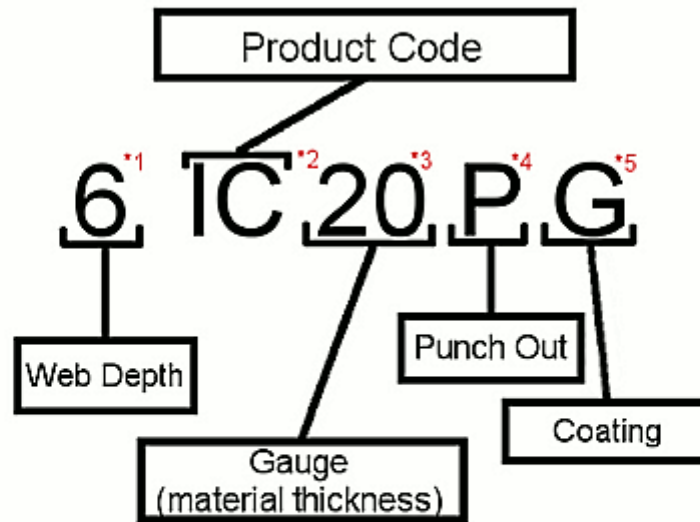 Product Code
6*1 IC*2 20*3 P*4 G*5
Punch Out
Web Depth
Coating
Gauge
(material thickness)